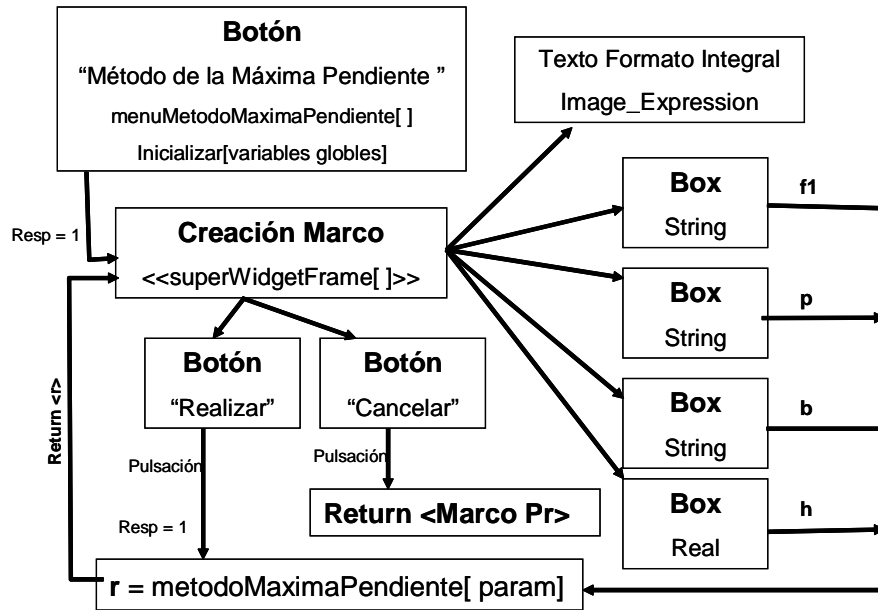 Botón
“Método de la Máxima Pendiente ”
menuMetodoMaximaPendiente[ ]
Inicializar[variables globles]
Texto Formato Integral
Image_Expression
Resp = 1
Creación Marco
<<superWidgetFrame[ ]>>
Box
String
f1
Box
String
p
Botón
“Realizar”
Botón
“Cancelar”
Box
String
b
Return <r>
Pulsación
Pulsación
Resp = 1
Return <Marco Pr>
Box
Real
h
r = metodoMaximaPendiente[ param]